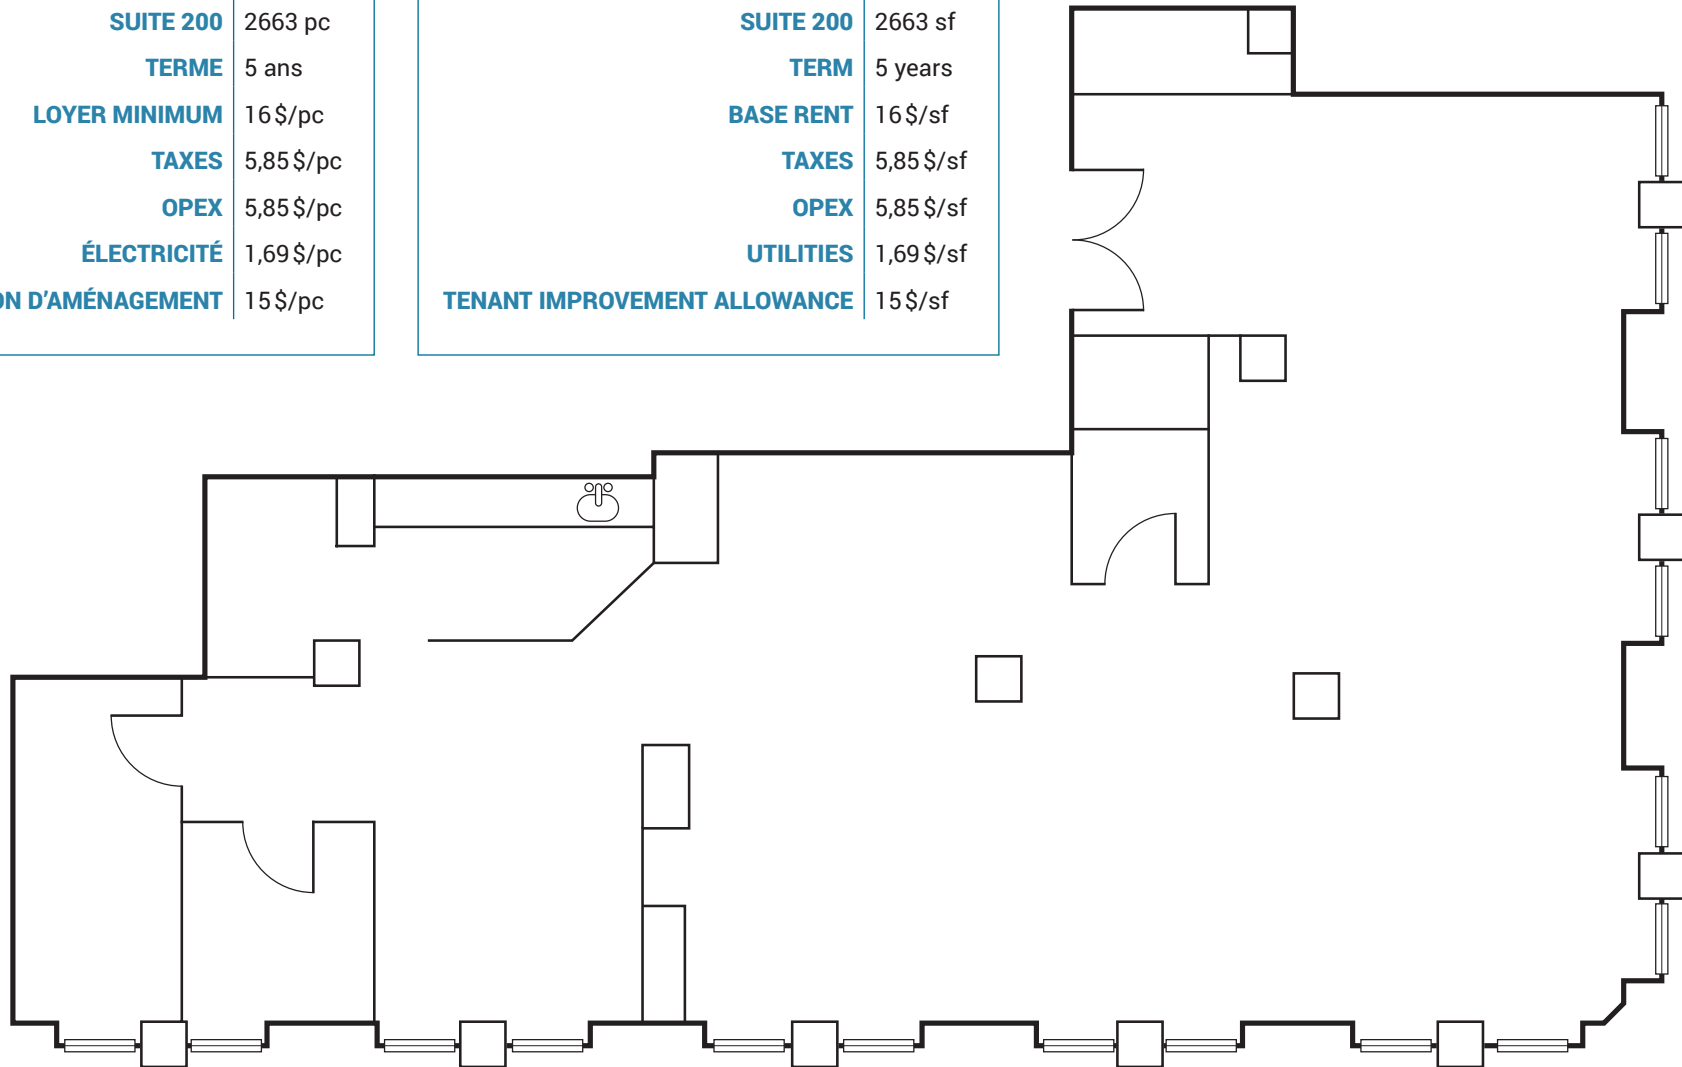 SUITE 200 2663 pc
TERME 5 ans
LOYER MINIMUM 16 $/pc
TAXES 5,85 $/pc
OPEX 5,85 $/pc
ÉLECTRICITÉ 1,69 $/pc
D'AMÉNAGEMENT 15 $/pc
SUITE 200 2663 sf
TERM 5 years
BASE RENT 16 $/sf
TAXES 5,85 $/sf
OPEX 5,85 $/sf
UTILITIES 1,69 $/sf
TENANT IMPROVEMENT ALLOWANCE 15 $/sf